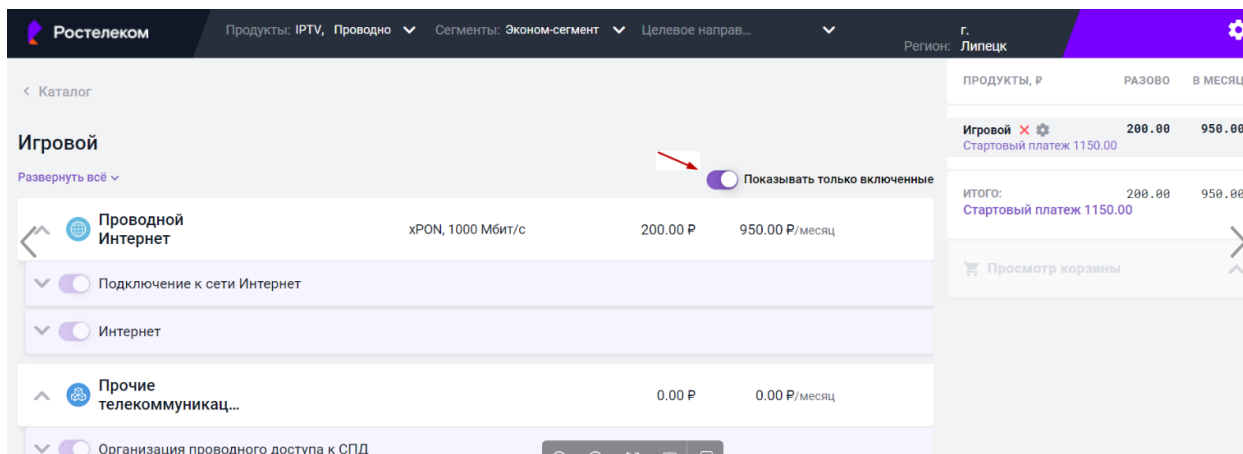 Ростелеком
Продукты: IPTV, Проводно
Сегменты: Эконом-сегмент
Целевое направ...
Регион: г. Липецк
< Каталог
Игровой
Развернуть всё
Показывать только включенные
Проводной Интернет
xPON, 1000 Мбит/с
200.00 ₽
950.00 ₽/месяц
Подключение к сети Интернет
Интернет
Прочие телекоммуникац...
0.00 ₽
0.00 ₽/месяц
Организация проводного доступа к СПД
ПРОДУКТЫ, ₽ РАЗОВО В МЕСЯЦ
Игровой 200.00 950.00
Стартовый платеж 1150.00
ИТОГО: 200.00 950.00
Стартовый платеж 1150.00
Просмотр корзины